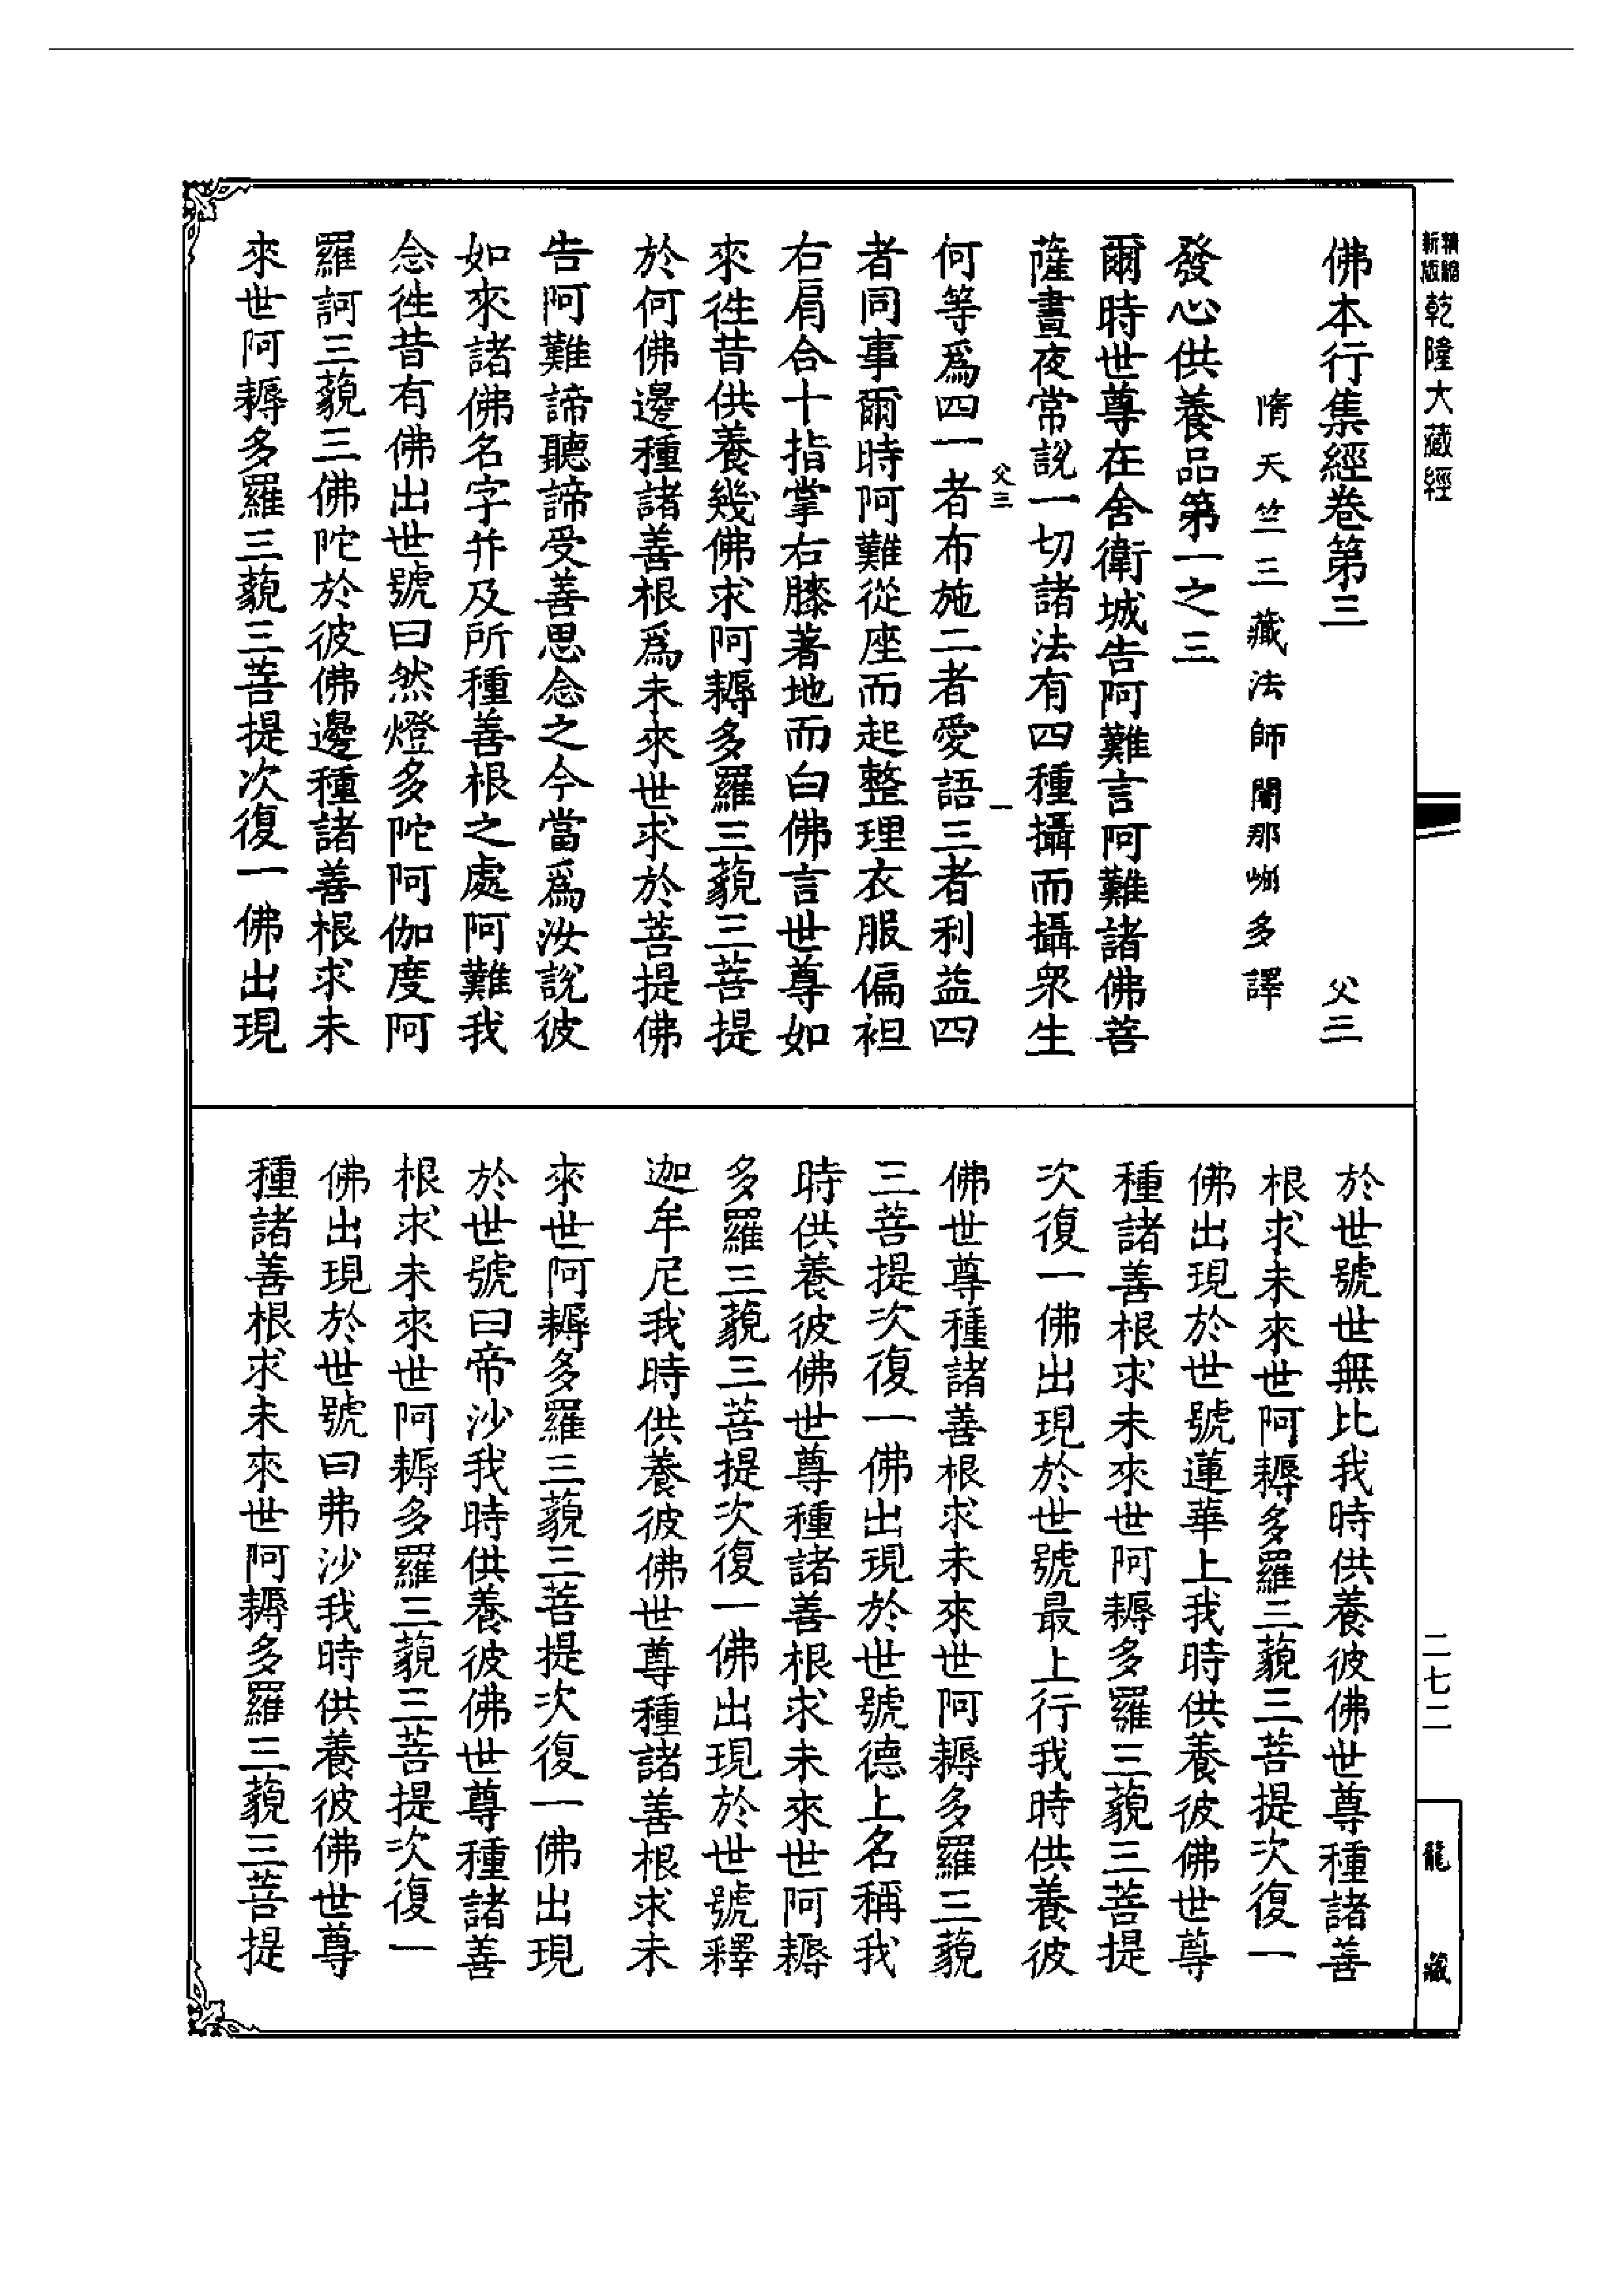 精縮新版乾隆大藏經
佛本行集經卷第三　父三
隋天竺三藏法師闍那崛多譯
發心供養品第一之三
爾時世尊在舍衛城告阿難言阿難諸佛菩
薩晝夜常說一切諸法有四種攝而攝眾生
父三　一
何等爲四一者布施二者愛語三者利益四
者同事爾時阿難從座而起整理衣服偏袒
右肩合十指掌右膝著地而白佛言世尊如
來徃昔供養幾佛求阿耨多羅三藐三菩提
於何佛邊種諸善根爲未來世求於菩提佛
告阿難諦聽諦受善思念之今當爲汝說彼
如來諸佛名字并及所種善根之處阿難我
念徃昔有佛出世號曰然燈多陀阿伽度阿
羅訶三藐三佛陀於彼佛邊種諸善根求未
來世阿耨多羅三藐三菩提次復一佛出現
於世號世無比我時供養彼佛世尊種諸善
根求未來世阿耨多羅三藐三菩提次復一
佛出現於世號蓮華上我時供養彼佛世尊
種諸善根求未來世阿耨多羅三藐三菩提
次復一佛出現於世號最上行我時供養彼
佛世尊種諸善根求未來世阿耨多羅三藐
三菩提次復一佛出現於世號德上名稱我
時供養彼佛世尊種諸善根求未來世阿耨
多羅三藐三菩提次復一佛出現於世號釋
迦牟尼我時供養彼佛世尊種諸善根求未
來世阿耨多羅三藐三菩提次復一佛出現
於世號曰帝沙我時供養彼佛世尊種諸善
根求未來世阿耨多羅三藐三菩提次復一
佛出現於世號曰弗沙我時供養彼佛世尊
種諸善根求未來世阿耨多羅三藐三菩提
二七二
龍藏